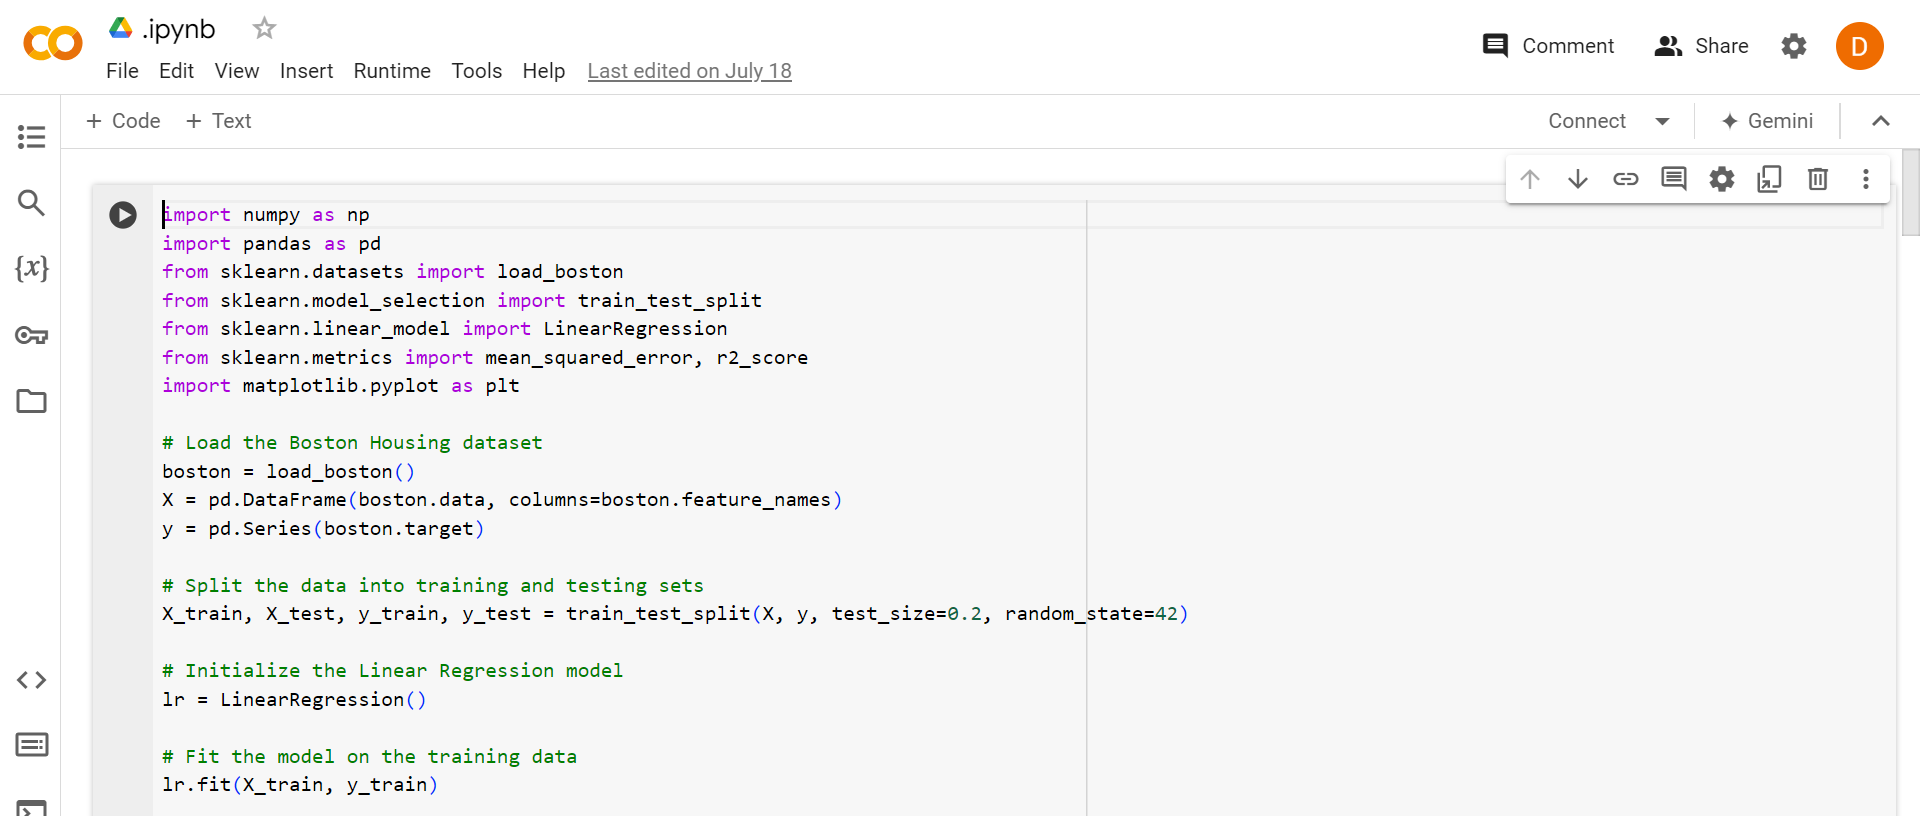 .ipynb
File Edit View Insert Runtime Tools Help Last edited on July 18
Comment Share D
+ Code + Text
Connect Gemini
{x}
import numpy as np
import pandas as pd
from sklearn.datasets import load_boston
from sklearn.model_selection import train_test_split
from sklearn.linear_model import LinearRegression
from sklearn.metrics import mean_squared_error, r2_score
import matplotlib.pyplot as plt
# Load the Boston Housing dataset
boston = load_boston()
X = pd.DataFrame(boston.data, columns=boston.feature_names)
y = pd.Series(boston.target)
# Split the data into training and testing sets
X_train, X_test, y_train, y_test = train_test_split(X, y, test_size=0.2, random_state=42)
# Initialize the Linear Regression model
lr = LinearRegression()
# Fit the model on the training data
lr.fit(X_train, y_train)